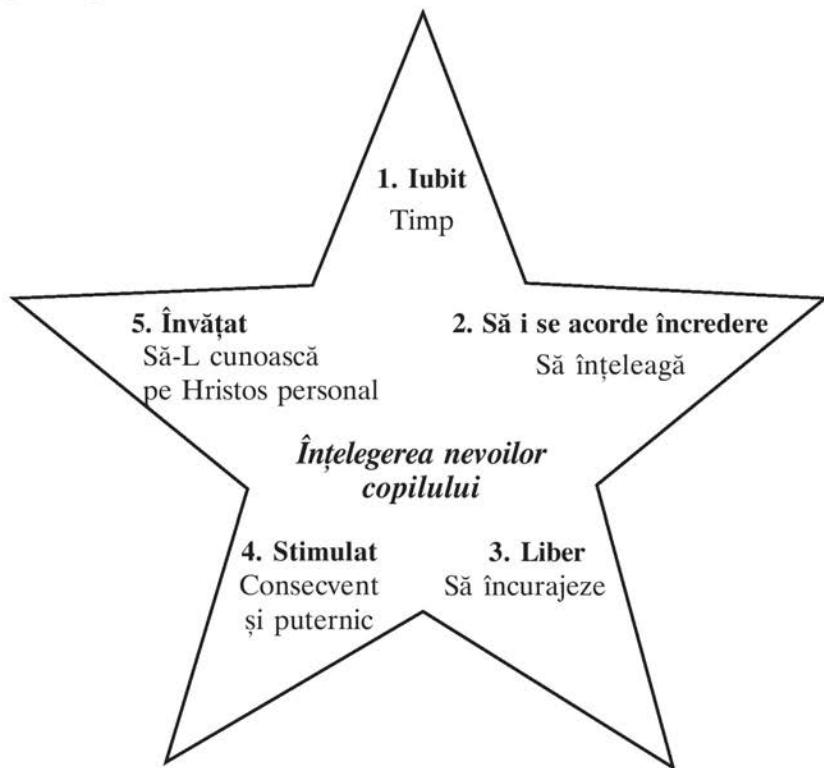 1. Iubit
Timp
2. Să i se acorde încredere
Să înțeleagă
5. Învățat
Să-L cunoască
pe Hristos personal
Înțelegerea nevoilor
copilului
4. Stimulat
Consecvent
și puternic
3. Liber
Să încurajeze